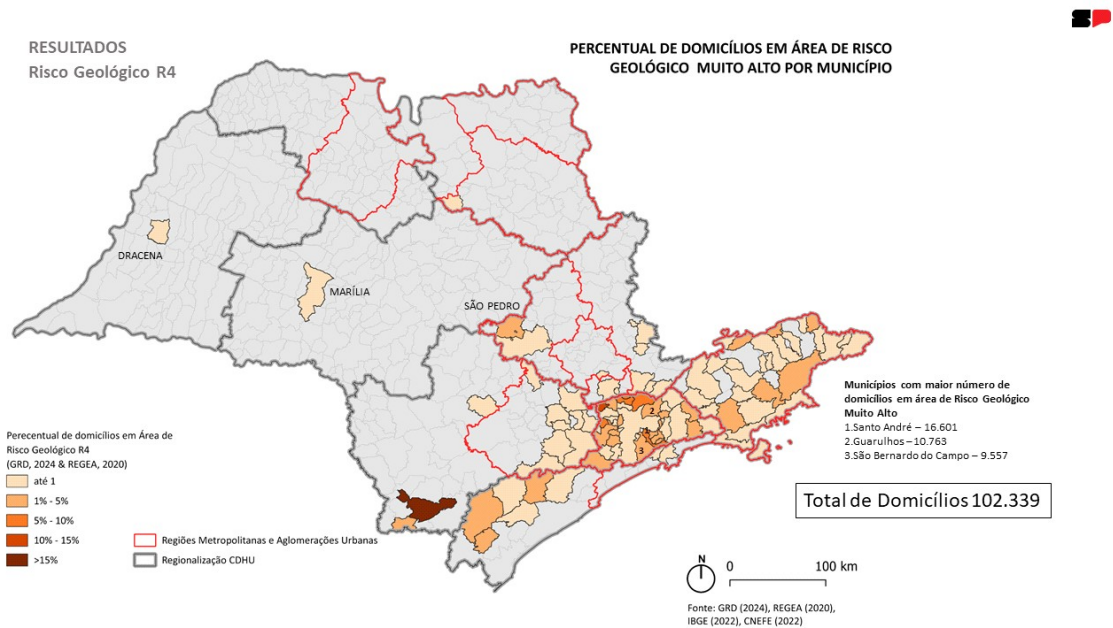 SP
RESULTADOS
Risco Geológico R4
PERCENTUAL DE DOMICÍLIOS EM ÁREA DE RISCO
GEOLÓGICO MUITO ALTO POR MUNICÍPIO
DRACENA
MARÍLIA
SÃO PEDRO
2
1
3
Municípios com maior número de
domicílios em área de Risco Geológico
Muito Alto
1.Santo André – 16.601
2.Guarulhos – 10.763
3.São Bernardo do Campo – 9.557
Total de Domicílios 102.339
Perecentual de domicílios em Área de
Risco Geológico R4
(GRD, 2024 & REGEA, 2020)
até 1
1% - 5%
5% - 10%
10% - 15%
>15%
Regiões Metropolitanas e Aglomerações Urbanas
Regionalização CDHU
N
0 100 km
Fonte: GRD (2024), REGEA (2020),
IBGE (2022), CNEFE (2022)